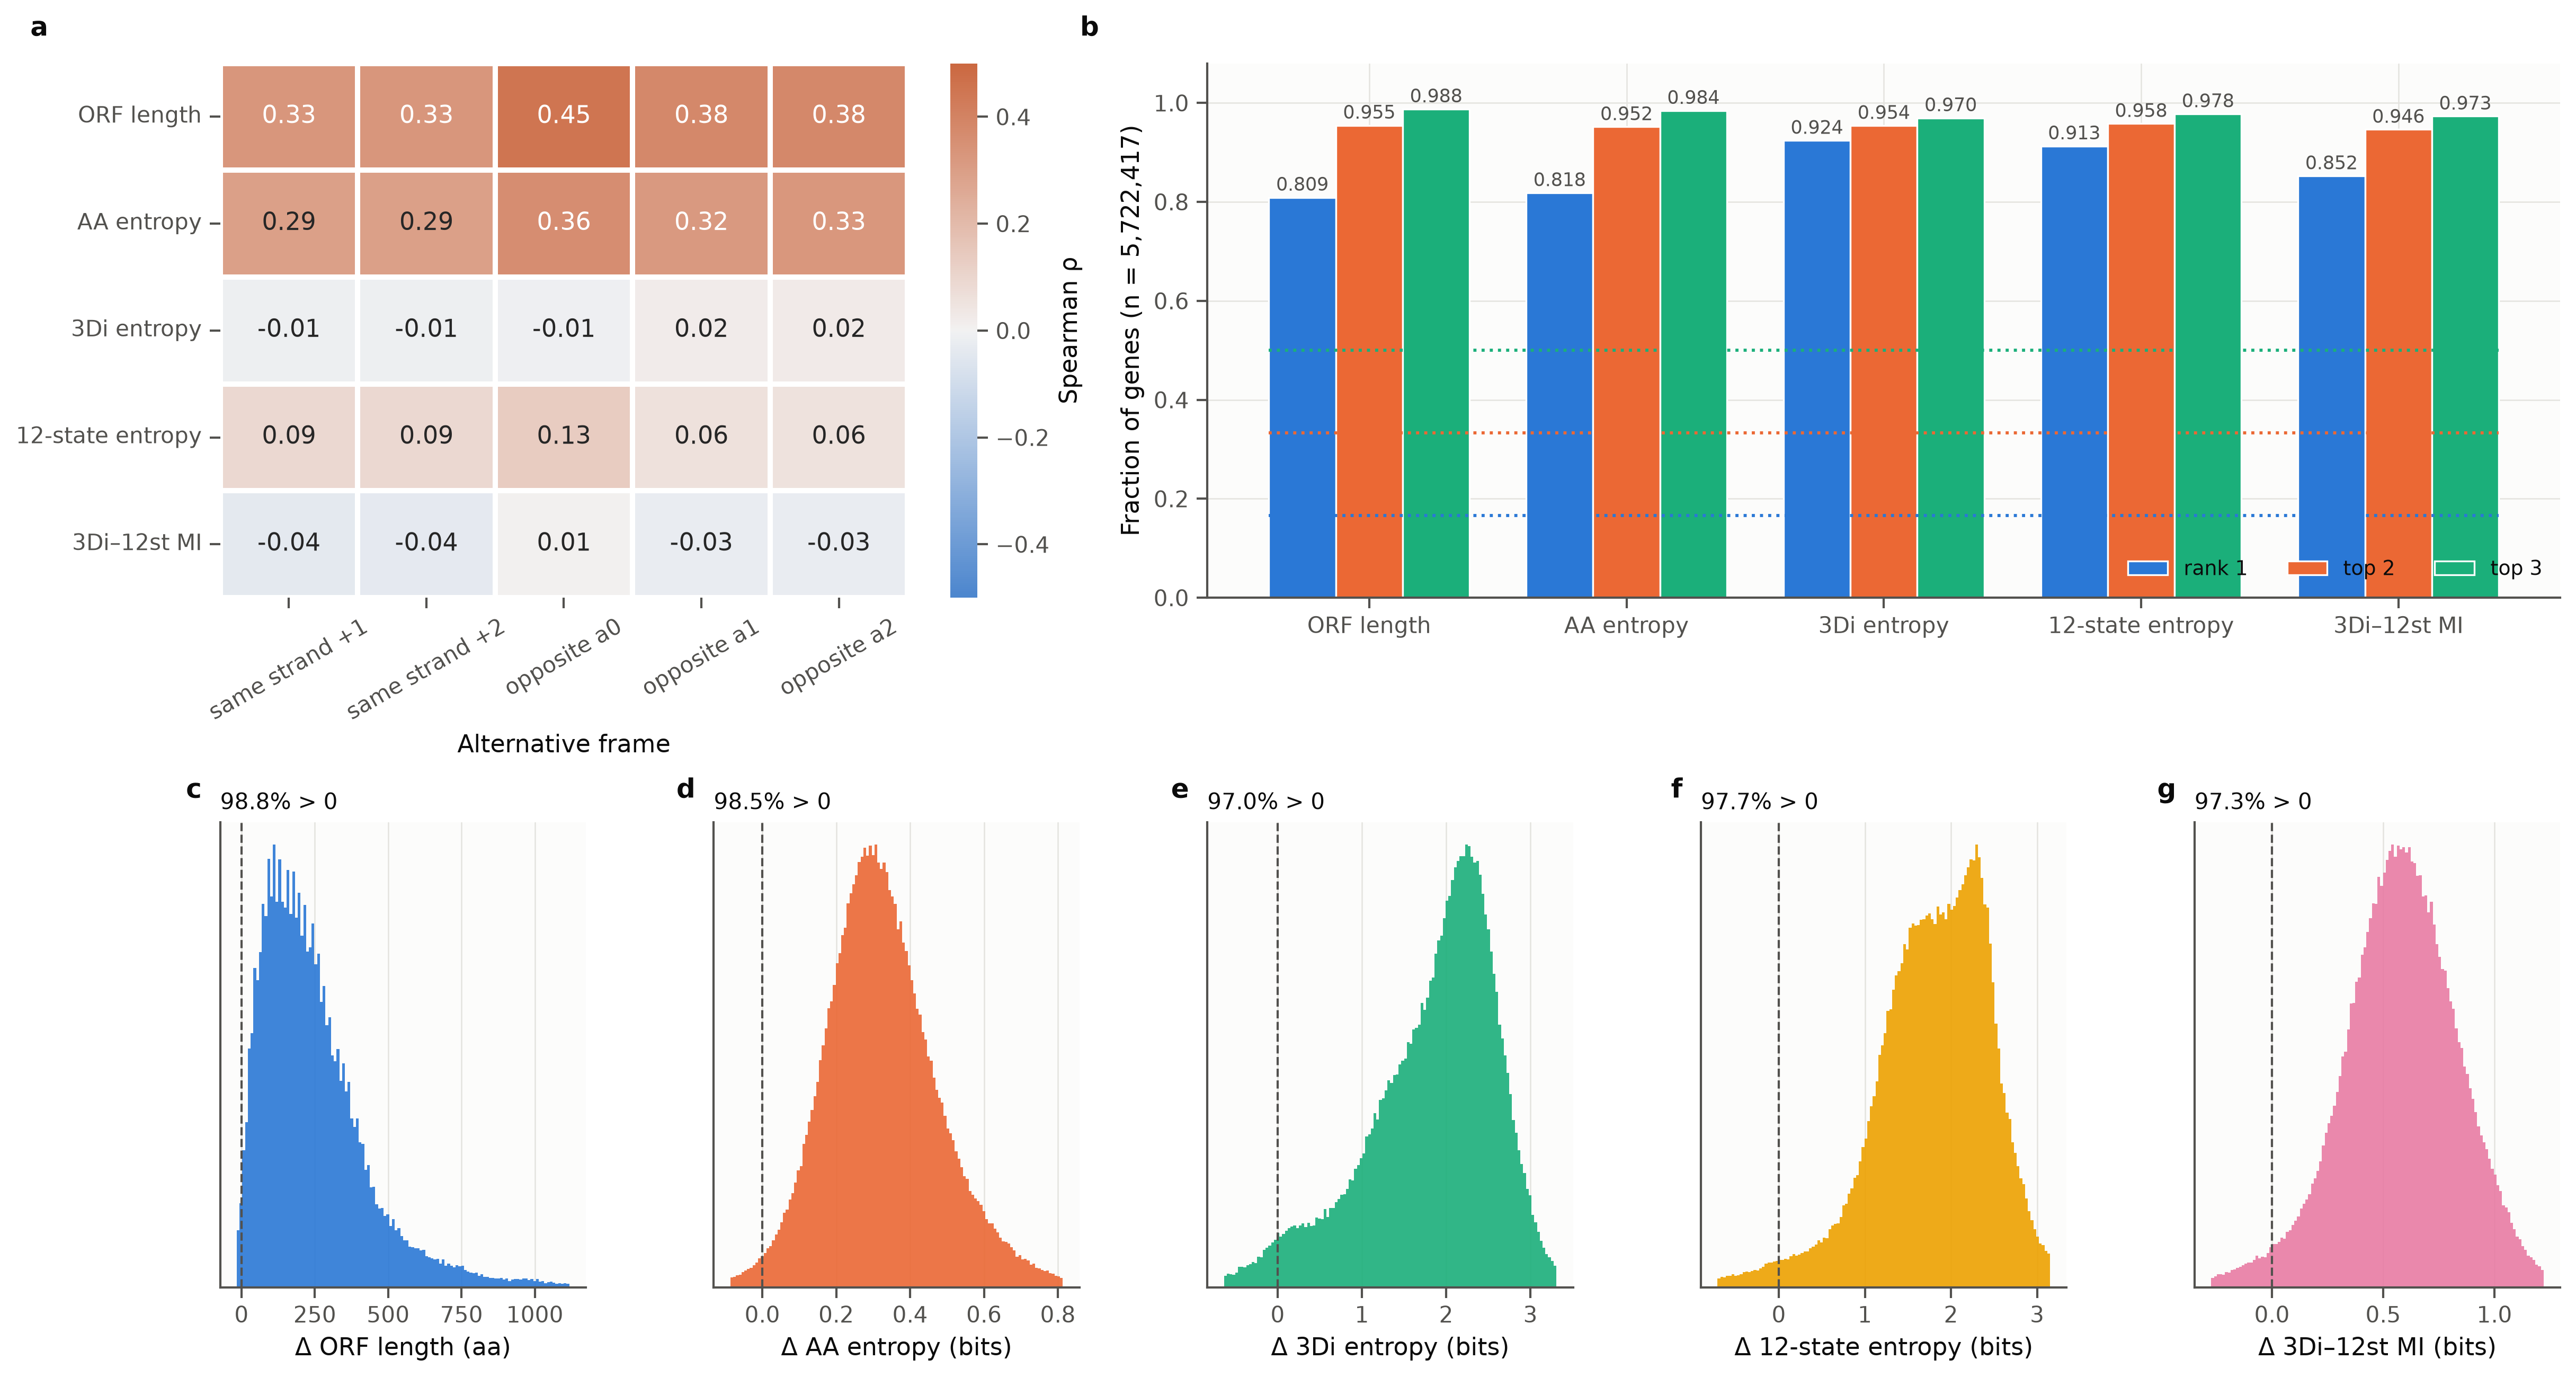 a
ORF length
AA entropy
3Di entropy
12-state entropy
3Di–12st MI
0.33 0.33 0.45 0.38 0.38
0.29 0.29 0.36 0.32 0.33
-0.01 -0.01 -0.01 0.02 0.02
0.09 0.09 0.13 0.06 0.06
-0.04 -0.04 0.01 -0.03 -0.03
same strand +1
same strand +2
opposite a0
opposite a1
opposite a2
Alternative frame
0.4
0.2
0.0
−0.2
−0.4
Spearman ρ
b
Fraction of genes (n = 5,722,417)
1.0
0.8
0.6
0.4
0.2
0.0
0.809 0.955 0.988
0.818 0.952 0.984
0.924 0.954 0.970
0.913 0.958 0.978
0.852 0.946 0.973
rank 1 top 2 top 3
ORF length AA entropy 3Di entropy 12-state entropy 3Di–12st MI
c
98.8% > 0
0 250 500 750 1000
Δ ORF length (aa)
d
98.5% > 0
0.0 0.2 0.4 0.6 0.8
Δ AA entropy (bits)
e
97.0% > 0
0 1 2 3
Δ 3Di entropy (bits)
f
97.7% > 0
0 1 2 3
Δ 12-state entropy (bits)
g
97.3% > 0
0.0 0.5 1.0
Δ 3Di–12st MI (bits)